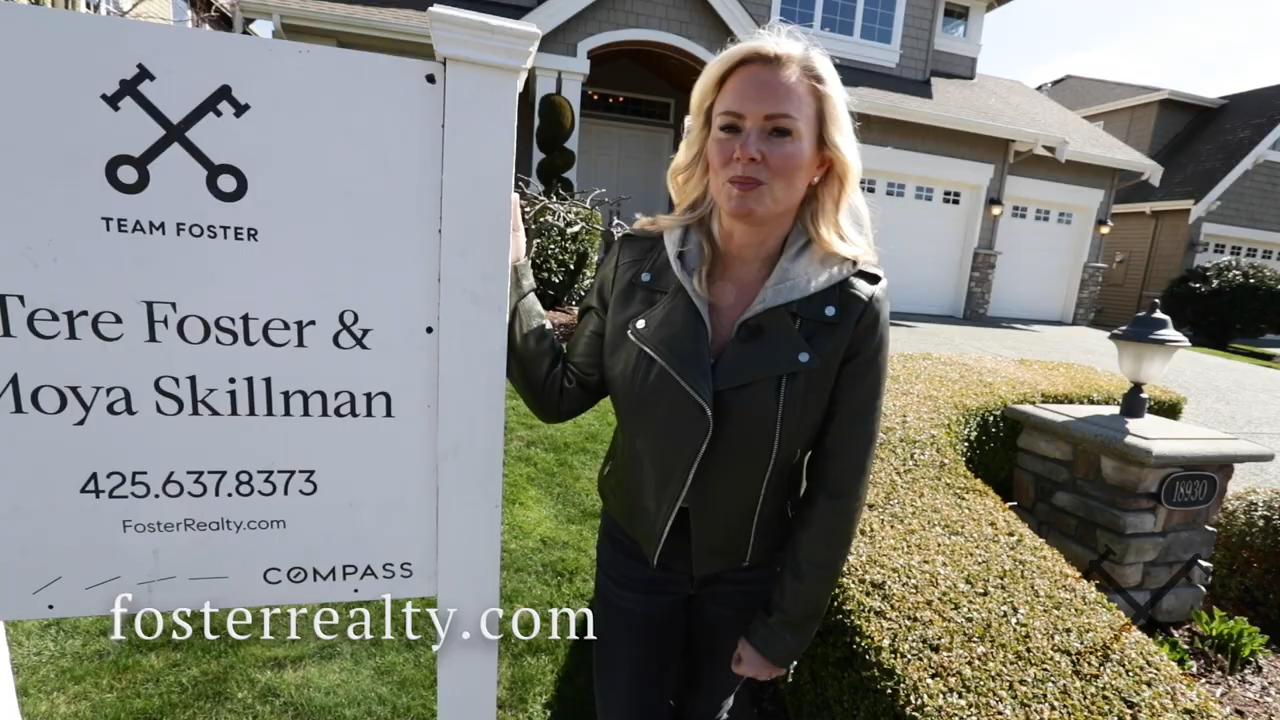 TEAM FOSTER
Tere Foster &
Moya Skillman
425.637.8373
FosterRealty.com
COMPASS
fosterrealty.com
18930